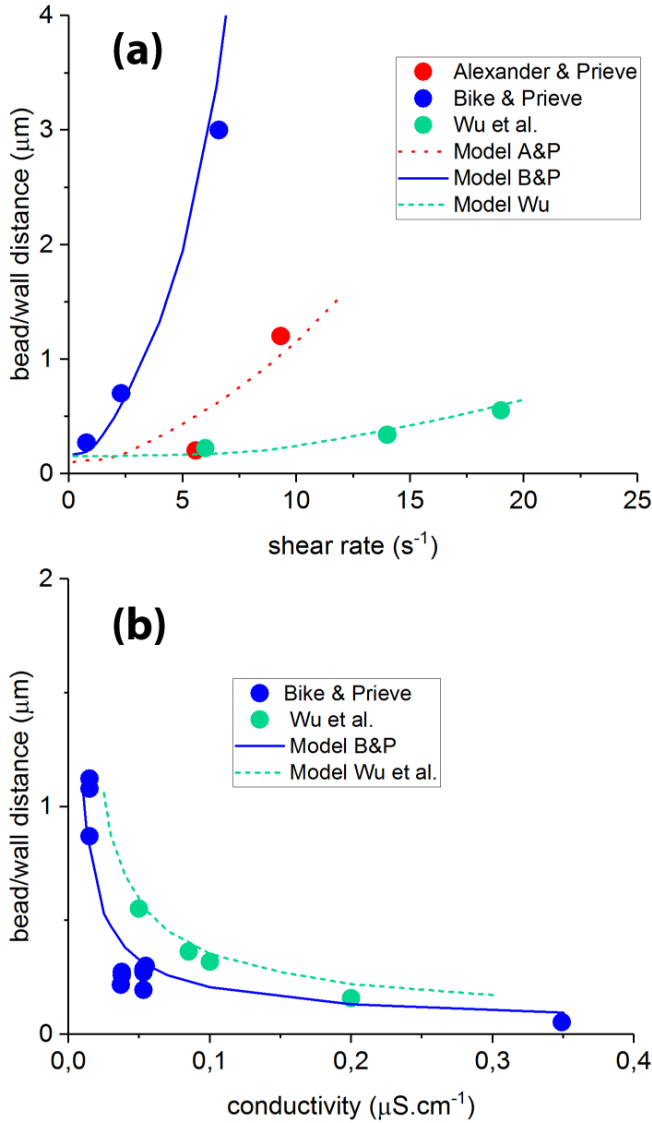 4
3
2
1
0
bead/wall distance (μm)
(a)
Alexander & Prieve
Bike & Prieve
Wu et al.
Model A&P
Model B&P
Model Wu
0 5 10 15 20 25
shear rate (s⁻¹)
2
1
0
bead/wall distance (μm)
(b)
Bike & Prieve
Wu et al.
Model B&P
Model Wu et al.
0,0 0,1 0,2 0,3 0,4
conductivity (μS.cm⁻¹)